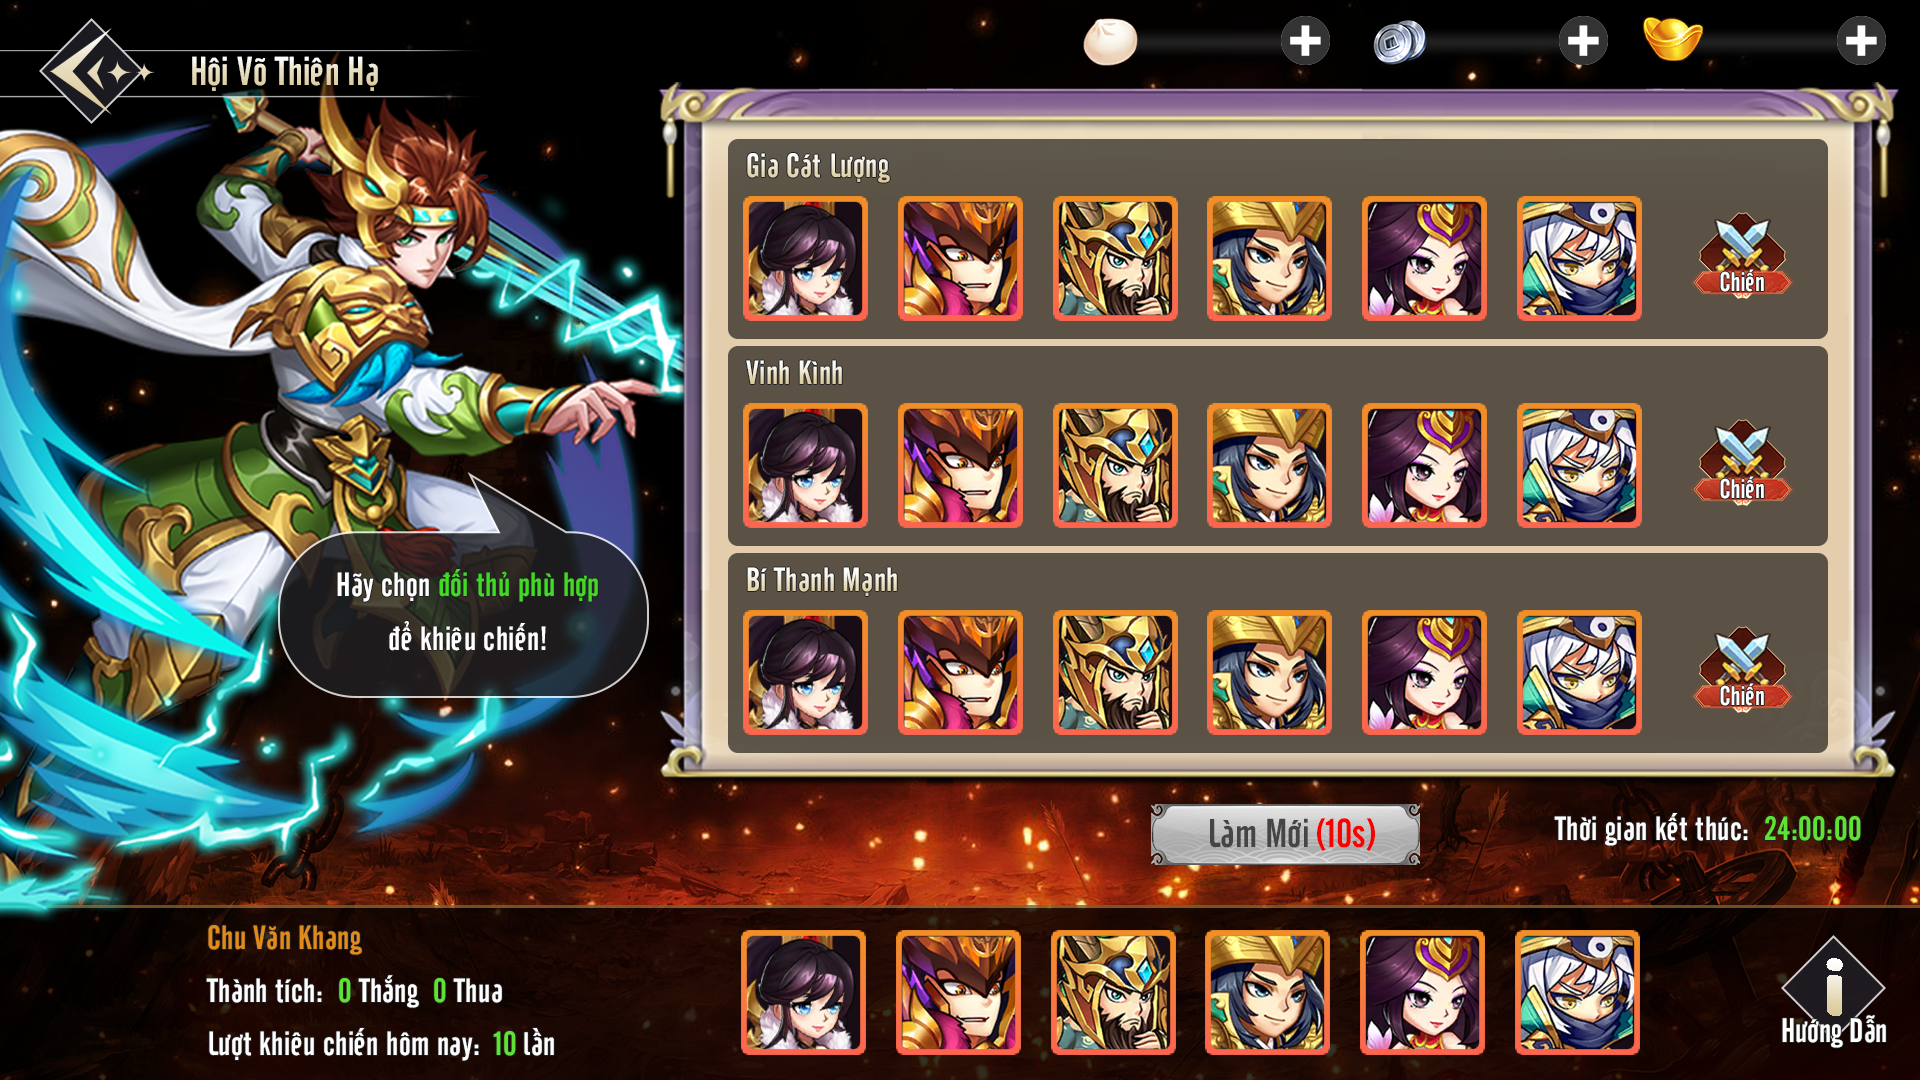 Hội Võ Thiên Hạ
Gia Cát Lượng
Chiến
Vinh Kình
Chiến
Bí Thanh Mạnh
Chiến
Hãy chọn đối thủ phù hợp
để khiêu chiến!
Làm Mới (10s)
Thời gian kết thúc: 24:00:00
Chu Văn Khang
Thành tích: 0 Thắng 0 Thua
Lượt khiêu chiến hôm nay: 10 lần
Hướng Dẫn